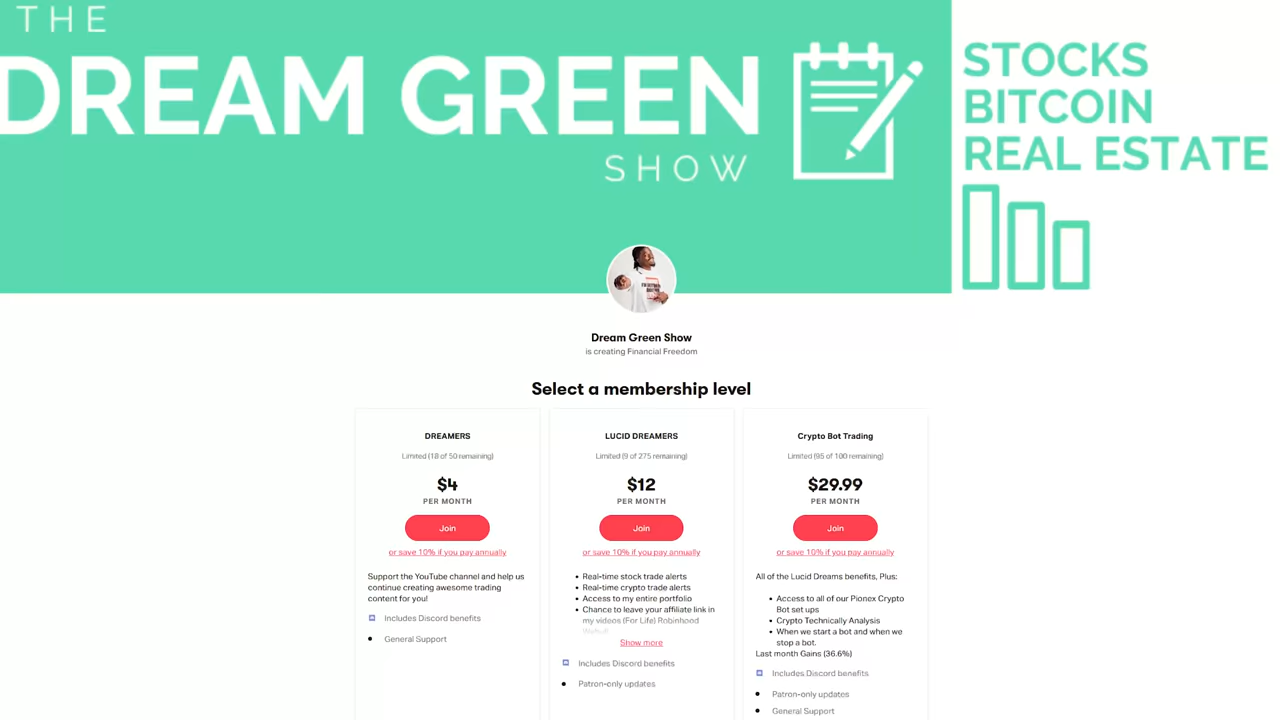 THE
DREAM GREEN
SHOW
STOCKS
BITCOIN
REAL ESTATE
Dream Green Show
is creating Financial Freedom
Select a membership level
DREAMERS
Limited (18 of 50 remaining)
$4
PER MONTH
Join
or save 10% if you pay annually
Support the YouTube channel and help us
continue creating awesome trading
content for you!
Includes Discord benefits
• General Support
LUCID DREAMERS
Limited (9 of 275 remaining)
$12
PER MONTH
Join
or save 10% if you pay annually
• Real-time stock trade alerts
• Real-time crypto trade alerts
• Access to my entire portfolio
• Chance to leave your affiliate link in
my videos (For Life) Robinhood
Show more
Includes Discord benefits
• Patron-only updates
Crypto Bot Trading
Limited (95 of 100 remaining)
$29.99
PER MONTH
Join
or save 10% if you pay annually
All of the Lucid Dreams benefits, Plus:
• Access to all of our Pionex Crypto
Bot set ups
• Crypto Technically Analysis
• When we start a bot and when we
stop a bot.
Last month Gains (36.6%)
Includes Discord benefits
• Patron-only updates
• General Support